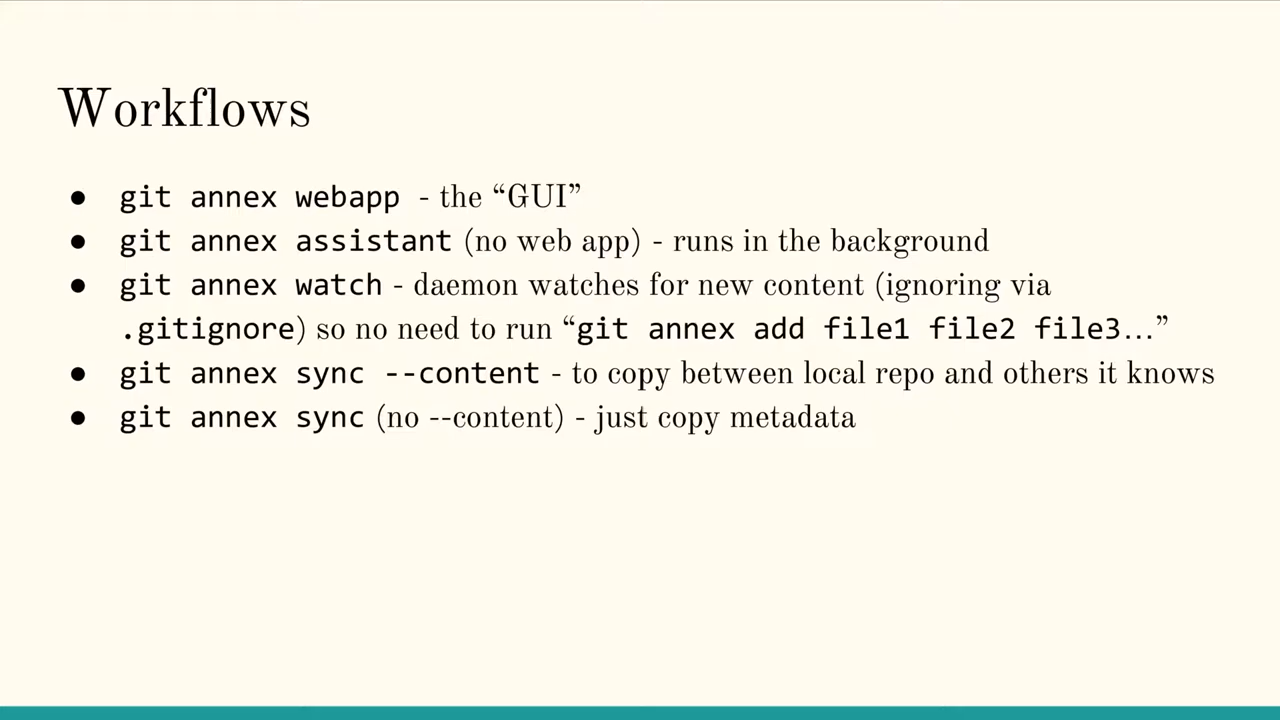 Workflows
● git annex webapp - the “GUI”
● git annex assistant (no web app) - runs in the background
● git annex watch - daemon watches for new content (ignoring via
.gitignore) so no need to run “git annex add file1 file2 file3…”
● git annex sync --content - to copy between local repo and others it knows
● git annex sync (no --content) - just copy metadata